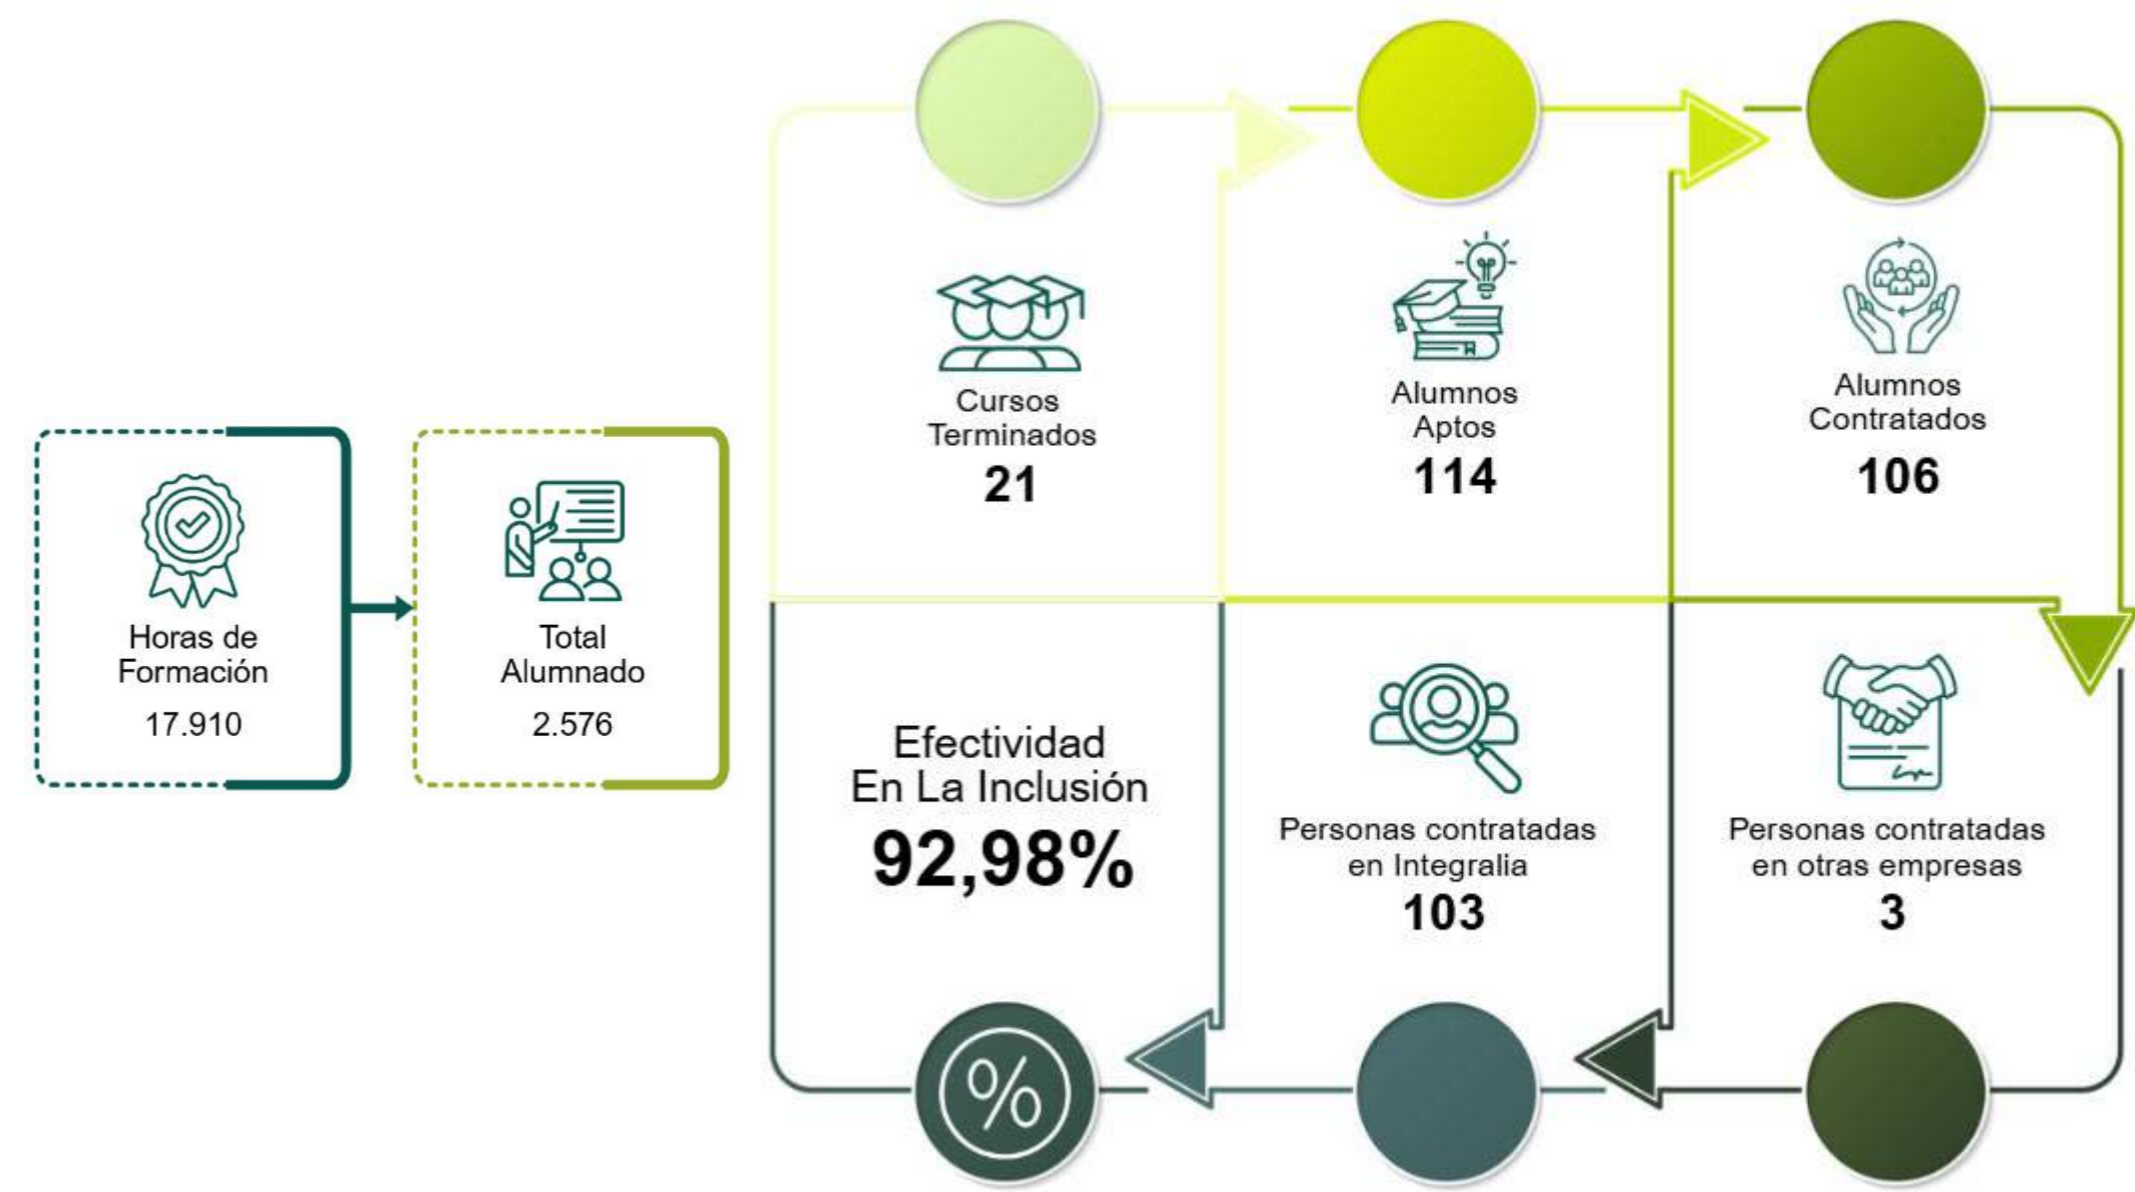 Horas de
Formación
17.910
Total
Alumnado
2.576
Cursos
Terminados
21
Alumnos
Aptos
114
Alumnos
Contratados
106
Personas contratadas
en otras empresas
3
Personas contratadas
en Integralia
103
Efectividad
En La Inclusión
92,98%
%